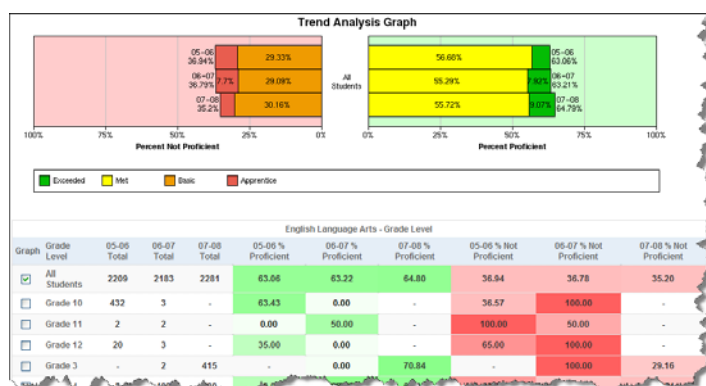 Trend Analysis Graph
05-06
36.94%
29.33%
06-07
36.79%
7.7%
29.09%
07-08
35.2%
30.16%
100%
75%
50%
25%
0%
Percent Not Proficient
All
Students
56.68%
05-06
63.06%
55.29%
7.92%
06-07
63.21%
55.72%
9.07%
07-08
64.79%
0%
25%
50%
75%
100%
Percent Proficient
Exceeded Met Basic Apprentice
English Language Arts - Grade Level
Graph Grade Level 05-06 Total 06-07 Total 07-08 Total 05-06 % Proficient 06-07 % Proficient 07-08 % Proficient 05-06 % Not Proficient 06-07 % Not Proficient 07-08 % Not Proficient
All Students 2209 2183 2281 63.06 63.22 64.80 36.94 36.78 35.20
Grade 10 432 3 - 63.43 0.00 - 36.57 100.00 -
Grade 11 2 2 - 0.00 50.00 - 100.00 50.00 -
Grade 12 20 3 - 35.00 0.00 - 65.00 100.00 -
Grade 3 - 2 415 - 0.00 70.84 - 100.00 29.16